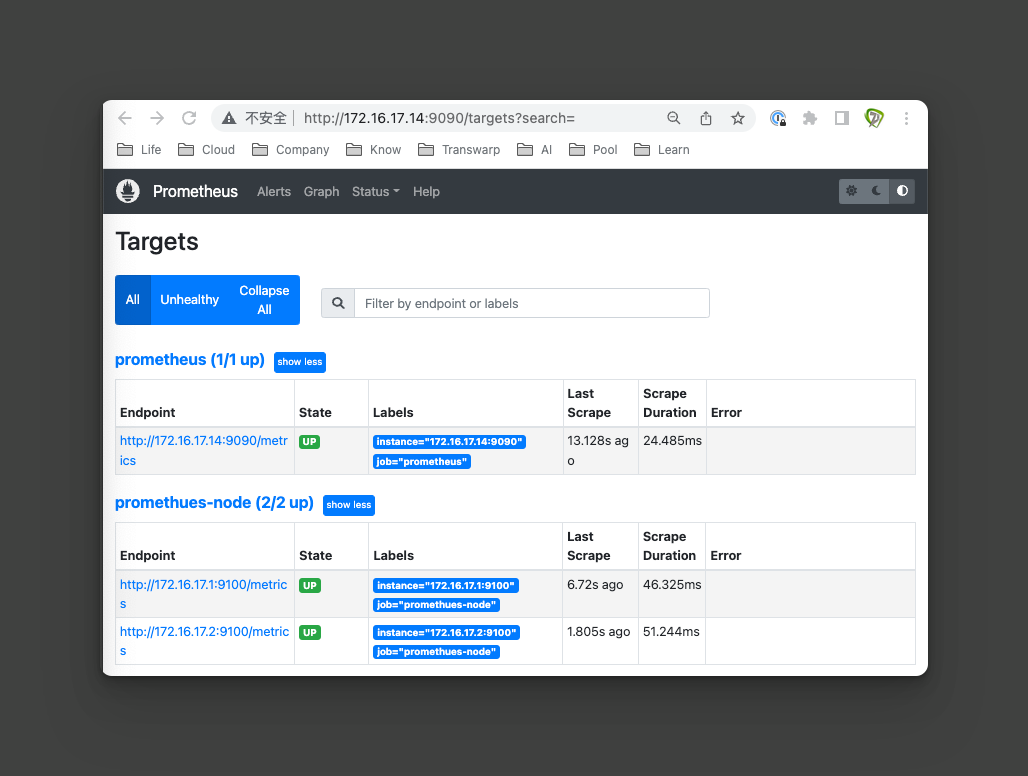 不安全 http://172.16.17.14:9090/targets?search=
Life Cloud Company Know Transwarp AI Pool Learn
Prometheus Alerts Graph Status Help
Targets
All Unhealthy Collapse All
Filter by endpoint or labels
prometheus (1/1 up) show less
Endpoint State Labels Last Scrape Scrape Duration Error
http://172.16.17.14:9090/metrics UP instance="172.16.17.14:9090" 13.128s ago 24.485ms
job="prometheus"
promethues-node (2/2 up) show less
Endpoint State Labels Last Scrape Scrape Duration Error
http://172.16.17.1:9100/metrics UP instance="172.16.17.1:9100" 6.72s ago 46.325ms
job="promethues-node"
http://172.16.17.2:9100/metrics UP instance="172.16.17.2:9100" 1.805s ago 51.244ms
job="promethues-node"